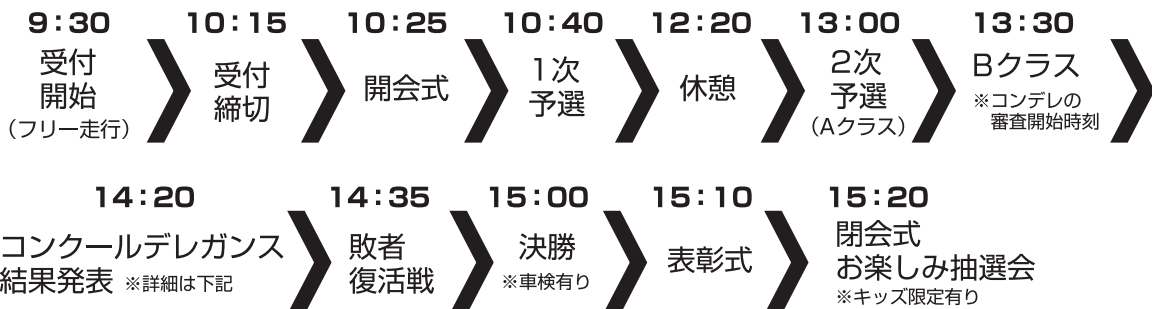 9：30
受付
開始
（フリー走行）
10：15
受付
締切
10：25
開会式
10：40
1次
予選
12：20
休憩
13：00
2次
予選
（Aクラス）
13：30
Bクラス
※コンデレの
審査開始時刻
14：20
コンクールデレガンス
結果発表 ※詳細は下記
14：35
敗者
復活戦
15：00
決勝
※車検有り
15：10
表彰式
15：20
閉会式
お楽しみ抽選会
※キッズ限定有り